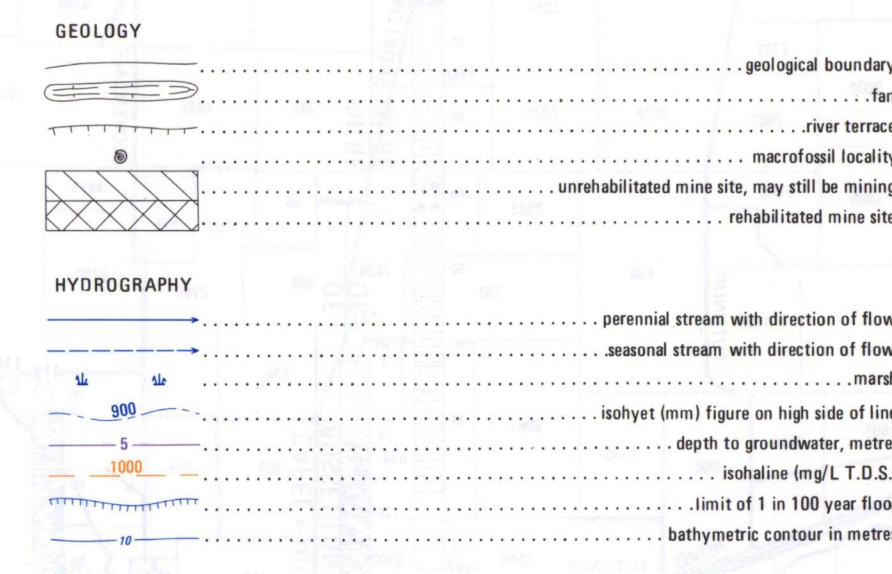 GEOLOGY
geological boundary
fan
river terrace
macrofossil locality
unrehabilitated mine site, may still be mining
rehabilitated mine site
HYDROGRAPHY
perennial stream with direction of flow
seasonal stream with direction of flow
marsh
900 isohyet (mm) figure on high side of line
5 depth to groundwater, metre
1000 isohaline (mg/L T.D.S.
limit of 1 in 100 year floo
10 bathymetric contour in metres